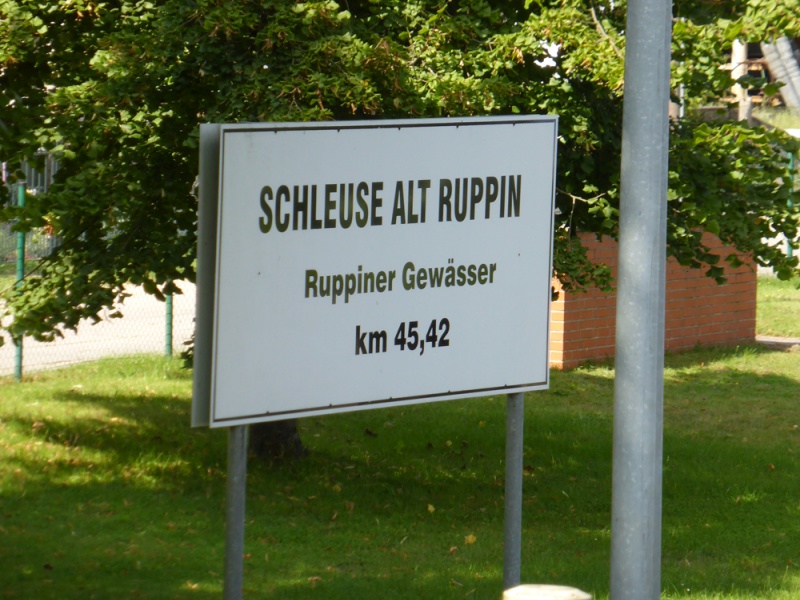 SCHLEUSE ALT RUPPIN
Ruppiner Gewässer
km 45,42